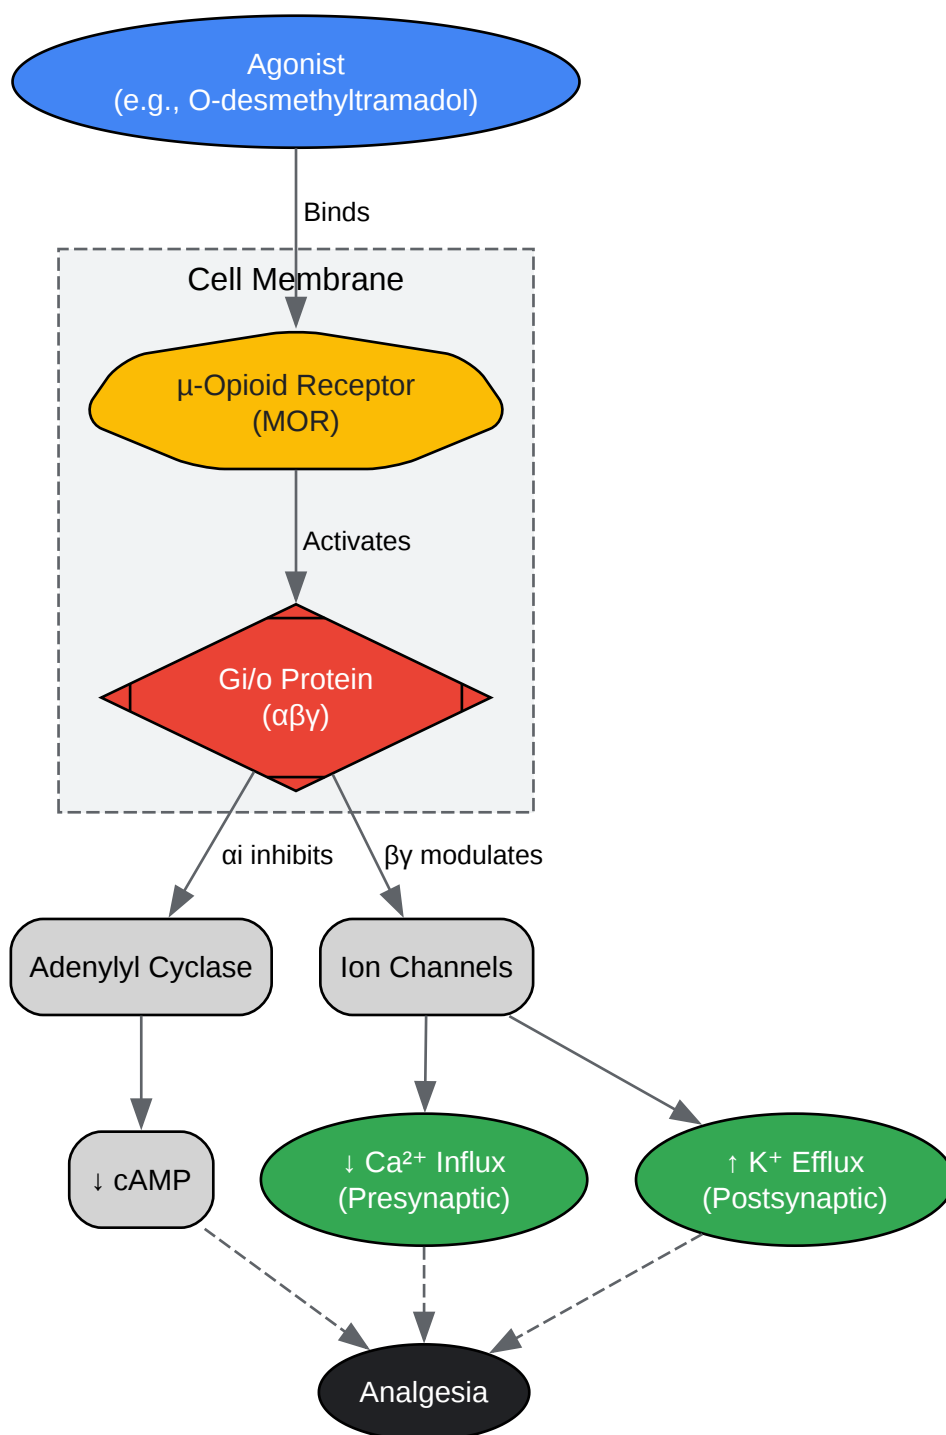 Agonist
(e.g., O-desmethyltramadol)
Binds
Cell Membrane
µ-Opioid Receptor
(MOR)
Activates
Gi/o Protein
(αβγ)
αi inhibits
βγ modulates
Adenylyl Cyclase
Ion Channels
↓ cAMP
↓ Ca²⁺ Influx
(Presynaptic)
↑ K⁺ Efflux
(Postsynaptic)
Analgesia